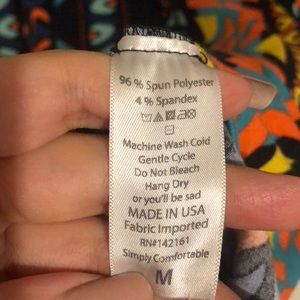 96 % Spun Polyester
4 % Spandex
Machine Wash Cold
Gentle Cycle
Do Not Bleach
Hang Dry
or you'll be sad
MADE IN USA
Fabric Imported
RN#142161
Simply Comfortable
M